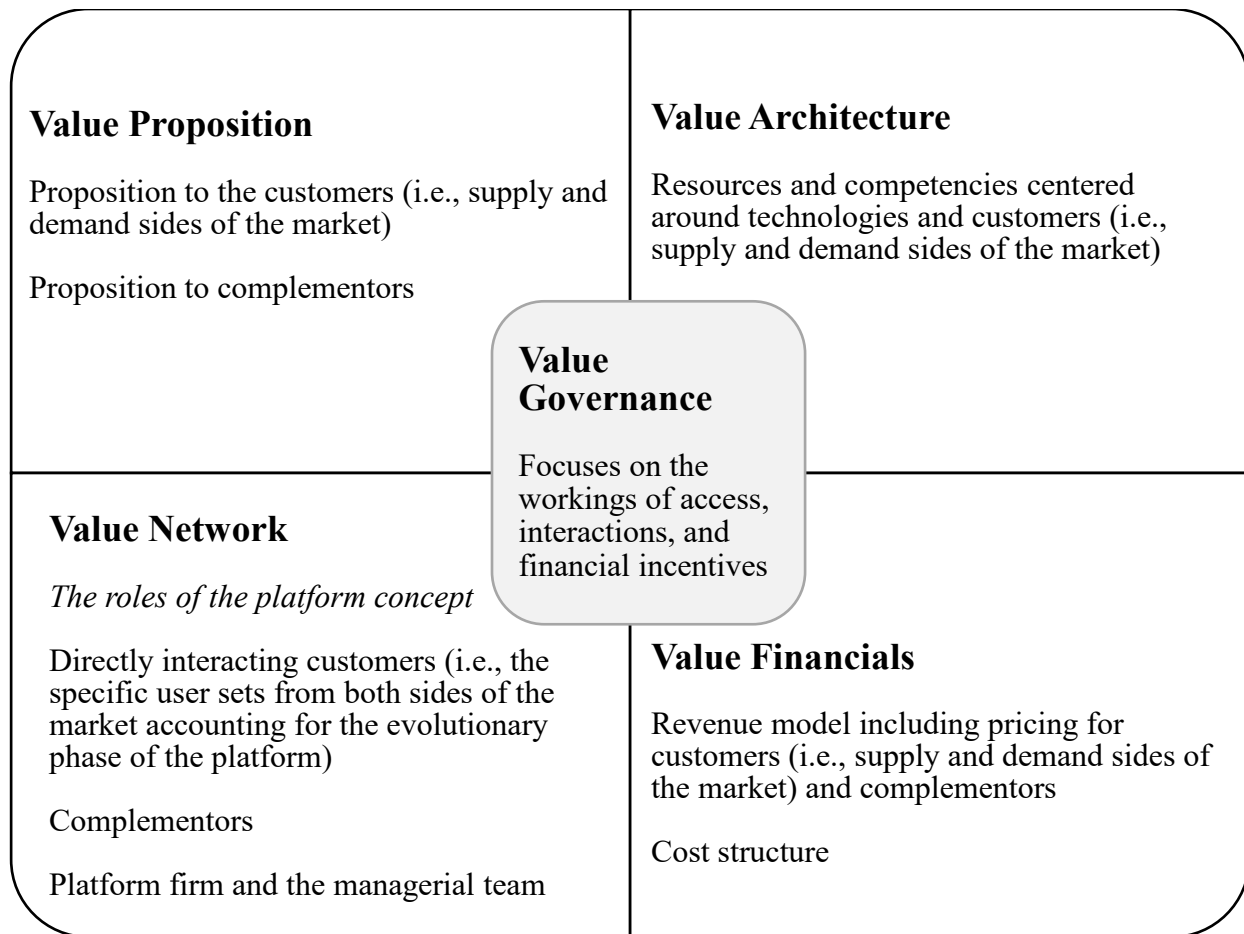 Value Proposition
Proposition to the customers (i.e., supply and
demand sides of the market)
Proposition to complementors
Value Architecture
Resources and competencies centered
around technologies and customers (i.e.,
supply and demand sides of the market)
Value
Governance
Focuses on the
workings of access,
interactions, and
financial incentives
Value Network
The roles of the platform concept
Directly interacting customers (i.e., the
specific user sets from both sides of the
market accounting for the evolutionary
phase of the platform)
Complementors
Platform firm and the managerial team
Value Financials
Revenue model including pricing for
customers (i.e., supply and demand sides of
the market) and complementors
Cost structure